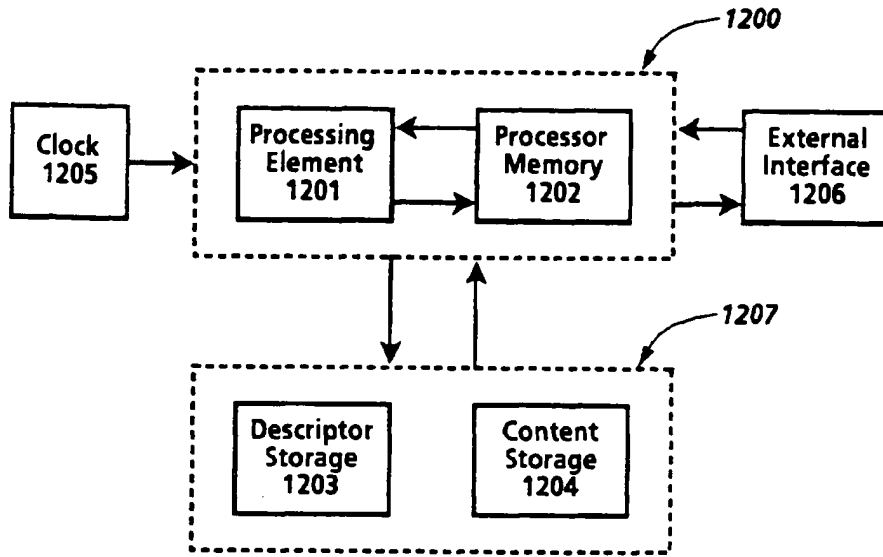 1200
Clock
1205
Processing
Element
1201
Processor
Memory
1202
External
Interface
1206
1207
Descriptor
Storage
1203
Content
Storage
1204